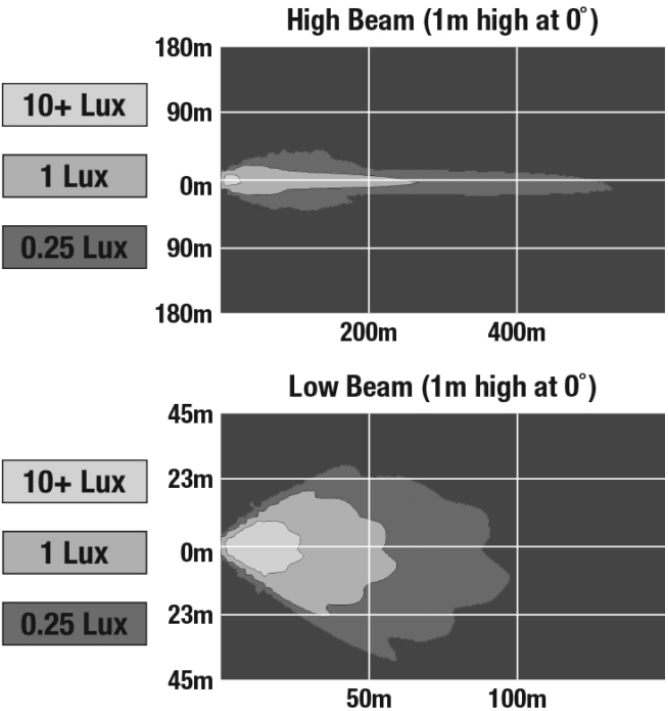 High Beam (1m high at 0˚)
180m
10+ Lux
90m
1 Lux
0m
0.25 Lux
90m
180m
200m 400m
Low Beam (1m high at 0˚)
45m
10+ Lux
23m
1 Lux
0m
0.25 Lux
23m
45m
50m 100m